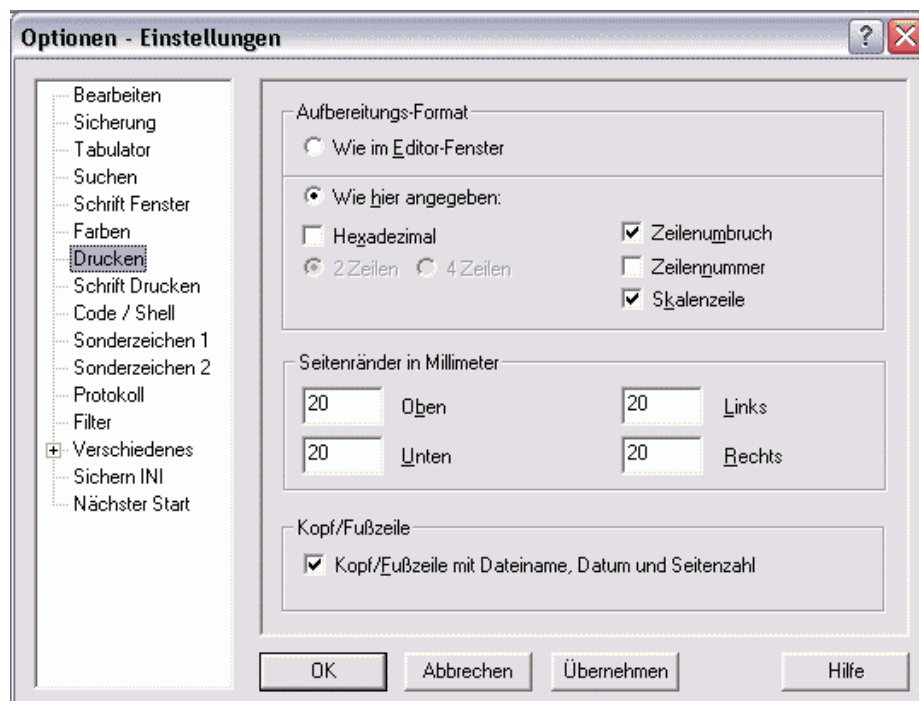 Optionen - Einstellungen
Bearbeiten
Sicherung
Tabulator
Suchen
Schrift Fenster
Farben
Drucken
Schrift Drucken
Code / Shell
Sonderzeichen 1
Sonderzeichen 2
Protokoll
Filter
Verschiedenes
Sichern INI
Nächster Start
Aufbereitungs-Format
Wie im Editor-Fenster
Wie hier angegeben:
Hexadezimal
2 Zeilen 4 Zeilen
Zeilenumbruch
Zeilennummer
Skalenzeile
Seitenränder in Millimeter
20 Oben 20 Links
20 Unten 20 Rechts
Kopf/Fußzeile
Kopf/Fußzeile mit Dateiname, Datum und Seitenzahl
OK Abbrechen Übernehmen Hilfe